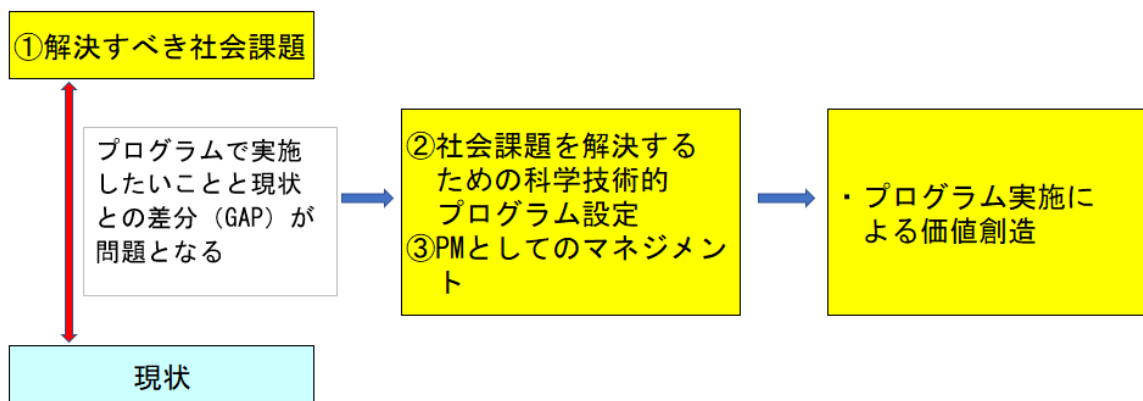 ①解決すべき社会課題
プログラムで実施
したいことと現状
との差分（GAP）が
問題となる
現状
②社会課題を解決する
ための科学技術的
プログラム設定
③PMとしてのマネジメン
ト
・プログラム実施に
よる価値創造